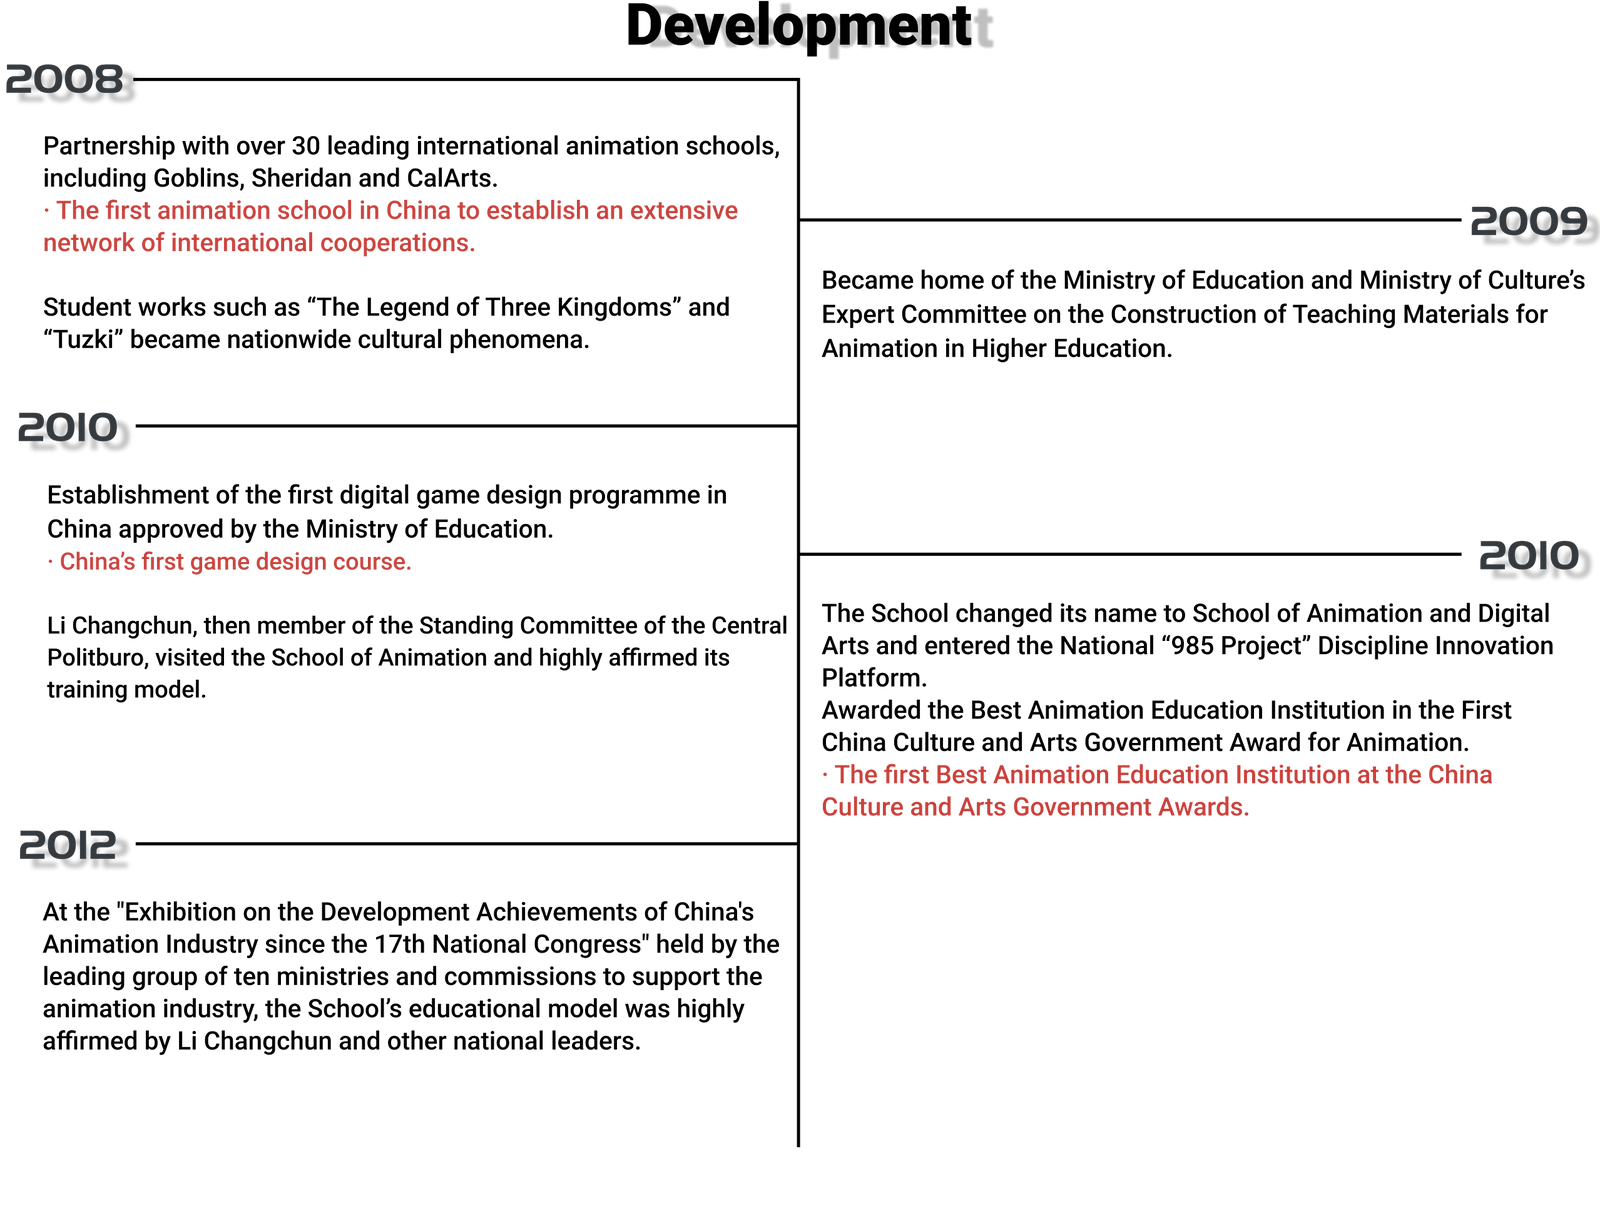 Development
2008
Partnership with over 30 leading international animation schools,
including Goblins, Sheridan and CalArts.
· The first animation school in China to establish an extensive
network of international cooperations.
Student works such as “The Legend of Three Kingdoms” and
“Tuzki” became nationwide cultural phenomena.
2009
Became home of the Ministry of Education and Ministry of Culture’s
Expert Committee on the Construction of Teaching Materials for
Animation in Higher Education.
2010
Establishment of the first digital game design programme in
China approved by the Ministry of Education.
· China’s first game design course.
Li Changchun, then member of the Standing Committee of the Central
Politburo, visited the School of Animation and highly affirmed its
training model.
2010
The School changed its name to School of Animation and Digital
Arts and entered the National “985 Project” Discipline Innovation
Platform.
Awarded the Best Animation Education Institution in the First
China Culture and Arts Government Award for Animation.
· The first Best Animation Education Institution at the China
Culture and Arts Government Awards.
2012
At the "Exhibition on the Development Achievements of China's
Animation Industry since the 17th National Congress" held by the
leading group of ten ministries and commissions to support the
animation industry, the School’s educational model was highly
affirmed by Li Changchun and other national leaders.